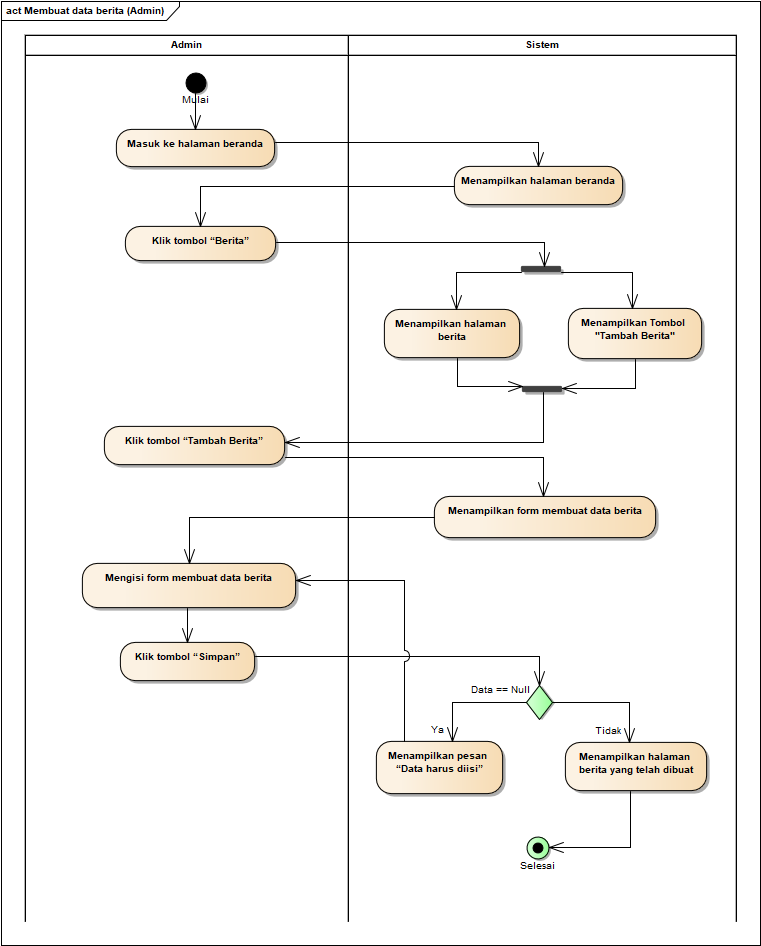 act Membuat data berita (Admin)
Admin
Sistem
Mulai
Masuk ke halaman beranda
Menampilkan halaman beranda
Klik tombol “Berita”
Menampilkan halaman
berita
Menampilkan Tombol
"Tambah Berita"
Klik tombol “Tambah Berita”
Menampilkan form membuat data berita
Mengisi form membuat data berita
Klik tombol “Simpan”
Data == Null
Ya
Tidak
Menampilkan pesan
“Data harus diisi”
Menampilkan halaman
berita yang telah dibuat
Selesai